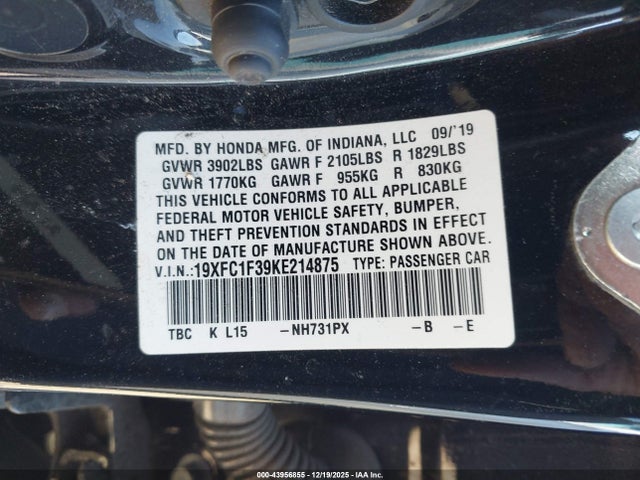 MFD. BY HONDA MFG. OF INDIANA, LLC 09/'19
GVWR 3902LBS GAWR F 2105LBS R 1829LBS
GVWR 1770KG GAWR F 955KG R 830KG
THIS VEHICLE CONFORMS TO ALL APPLICABLE
FEDERAL MOTOR VEHICLE SAFETY, BUMPER,
AND THEFT PREVENTION STANDARDS IN EFFECT
ON THE DATE OF MANUFACTURE SHOWN ABOVE.
V.I.N.:19XFC1F39KE214875 TYPE: PASSENGER CAR
TBC K L15 -NH731PX -B -E
000-43956855 | 12/19/2025 - IAA Inc.